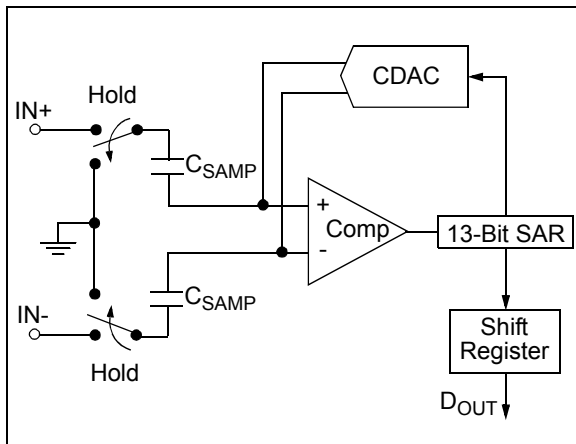 CDAC
IN+
Hold
CSAMP
+
Comp
-
13-Bit SAR
CSAMP
IN-
Hold
Shift
Register
DOUT